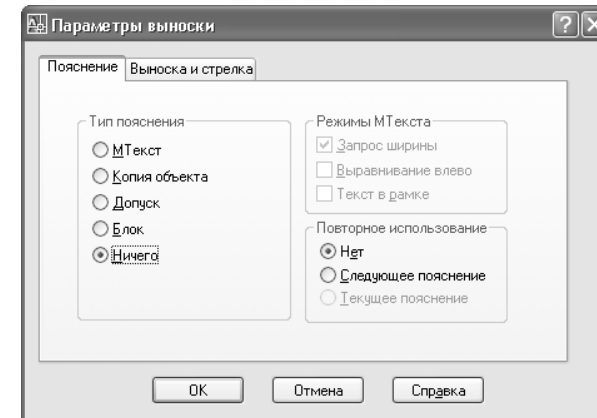 Параметры выноски
Пояснение
Выноска и стрелка
Тип пояснения
МТекст
Копия объекта
Допуск
Блок
Ничего
Режимы МТекста
Запрос ширины
Выравнивание влево
Текст в рамке
Повторное использование
Нет
Следующее пояснение
Текущее пояснение
ОК
Отмена
Справка